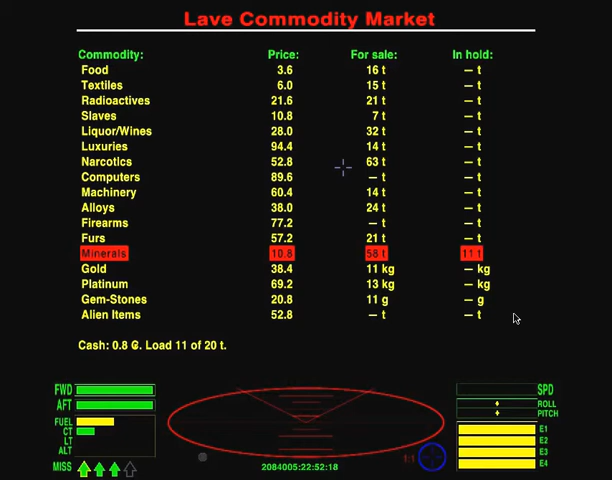 Lave Commodity Market
Commodity: Price: For sale: In hold:
Food 3.6 16 t — t
Textiles 6.0 15 t — t
Radioactives 21.6 21 t — t
Slaves 10.8 7 t — t
Liquor/Wines 28.0 32 t — t
Luxuries 94.4 14 t — t
Narcotics 52.8 63 t — t
Computers 89.6 — t — t
Machinery 60.4 14 t — t
Alloys 38.0 24 t — t
Firearms 77.2 — t — t
Furs 57.2 21 t — t
Minerals 10.8 58 t 11 t
Gold 38.4 11 kg — kg
Platinum 69.2 13 kg — kg
Gem-Stones 20.8 11 g — g
Alien Items 52.8 — t — t
Cash: 0.8 ₢. Load 11 of 20 t.
FWD SPD
AFT ROLL
PITCH
FUEL
CT E1
LT E2
ALT E3
1:1 E4
MISS 2084005:22:52:18